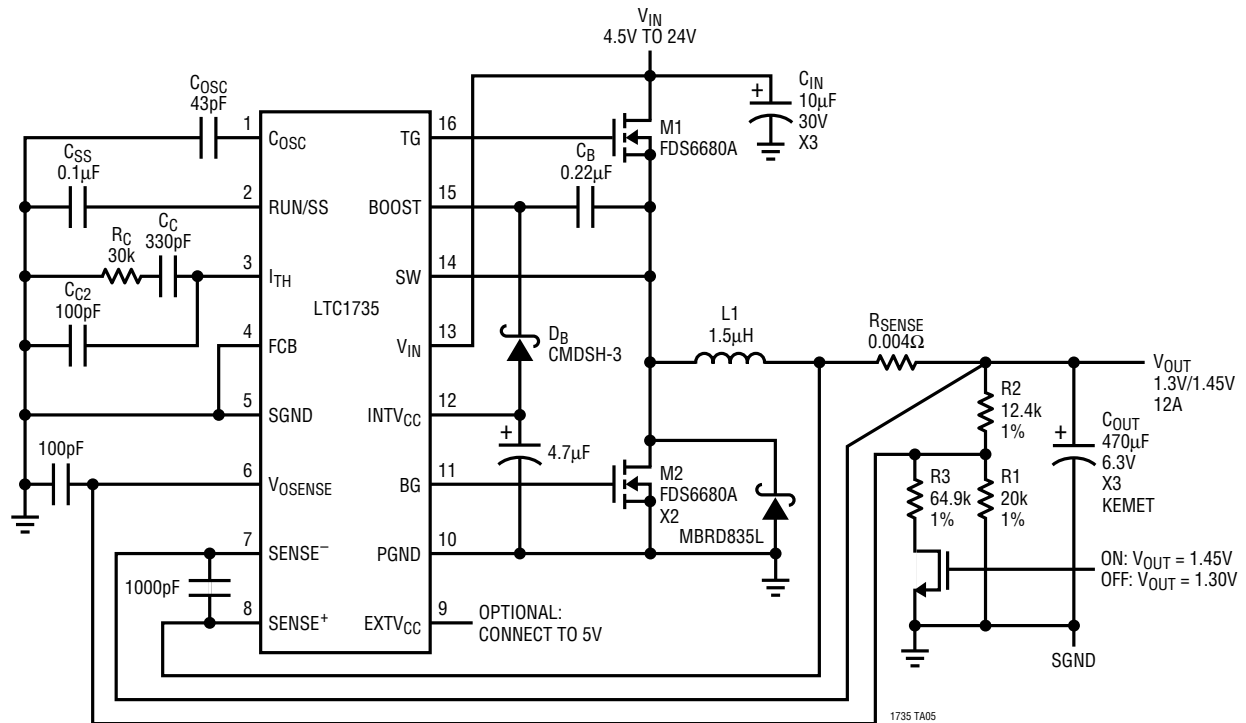 V_IN
4.5V TO 24V
C_OSC
43pF
1
C_OSC
TG
16
M1
FDS6680A
+
C_IN
10µF
30V
X3
C_SS
0.1µF
2
RUN/SS
BOOST
15
C_B
0.22µF
R_C
30k
C_C
330pF
3
I_TH
SW
14
C_C2
100pF
LTC1735
4
FCB
V_IN
13
D_B
CMDSH-3
L1
1.5µH
R_SENSE
0.004Ω
V_OUT
1.3V/1.45V
12A
5
SGND
INTV_CC
12
+
4.7µF
R2
12.4k
1%
+
C_OUT
470µF
6.3V
X3
KEMET
100pF
6
V_OSENSE
BG
11
M2
FDS6680A
X2
MBRD835L
R3
64.9k
1%
R1
20k
1%
7
SENSE⁻
PGND
10
1000pF
8
SENSE⁺
EXTV_CC
9
OPTIONAL:
CONNECT TO 5V
ON: V_OUT = 1.45V
OFF: V_OUT = 1.30V
SGND
1735 TA05